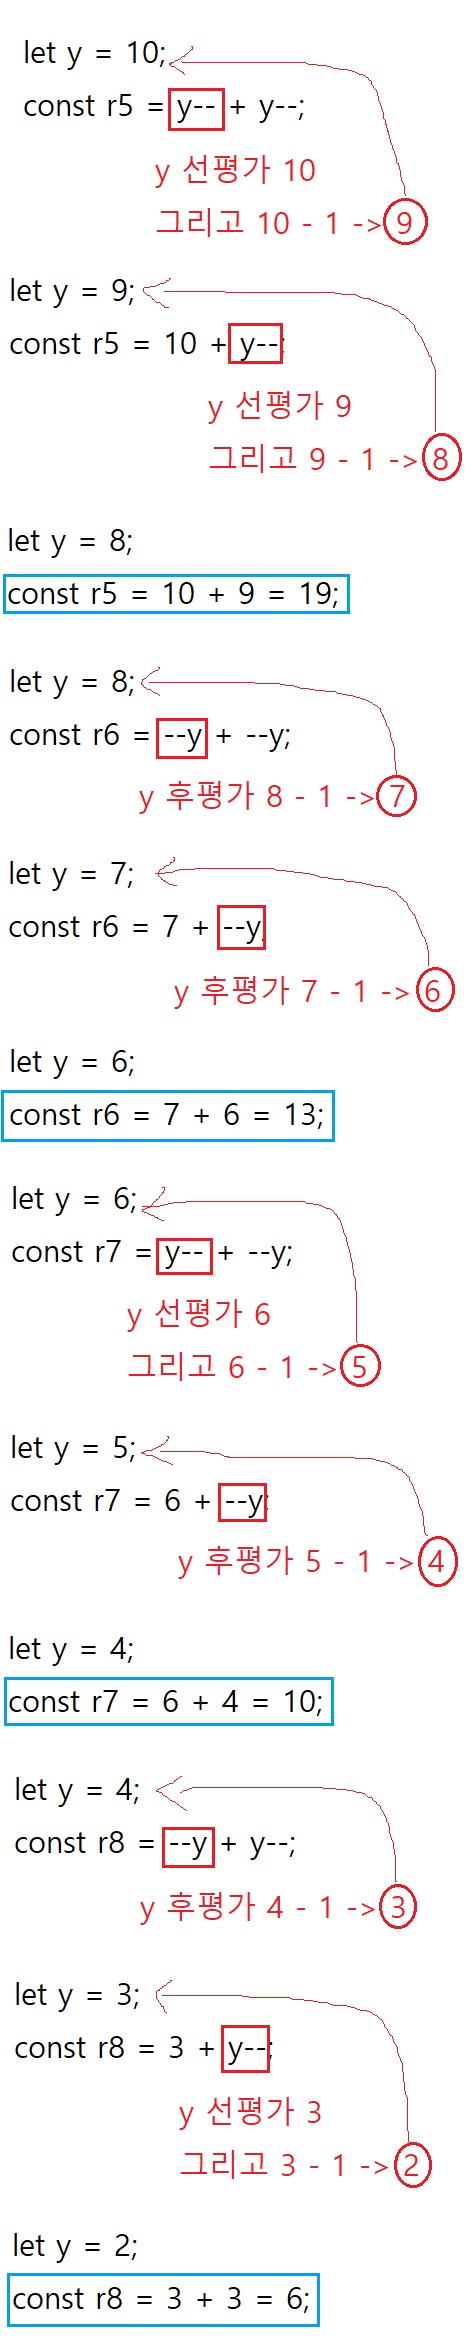 let y = 10;
const r5 = y-- + y--;
y 선평가 10
그리고 10 - 1 -> 9
let y = 9;
const r5 = 10 + y--;
y 선평가 9
그리고 9 - 1 -> 8
let y = 8;
const r5 = 10 + 9 = 19;
let y = 8;
const r6 = --y + --y;
y 후평가 8 - 1 -> 7
let y = 7;
const r6 = 7 + --y;
y 후평가 7 - 1 -> 6
let y = 6;
const r6 = 7 + 6 = 13;
let y = 6;
const r7 = y-- + --y;
y 선평가 6
그리고 6 - 1 -> 5
let y = 5;
const r7 = 6 + --y;
y 후평가 5 - 1 -> 4
let y = 4;
const r7 = 6 + 4 = 10;
let y = 4;
const r8 = --y + y--;
y 후평가 4 - 1 -> 3
let y = 3;
const r8 = 3 + y--;
y 선평가 3
그리고 3 - 1 -> 2
let y = 2;
const r8 = 3 + 3 = 6;